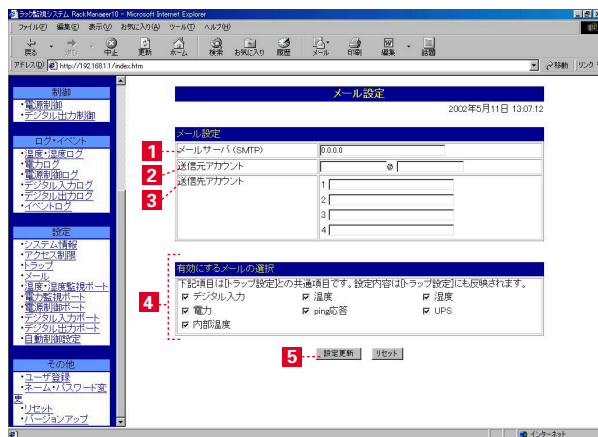 ラック監視システム RackManager10 - Microsoft Internet Explorer
ファイル(F) 編集(E) 表示(V) お気に入り(A) ツール(T) ヘルプ(H)
戻る 中止 更新 ホーム 検索 お気に入り 履歴 メール 印刷 編集 話題
アドレス(D) http://192.168.1.1/index.htm 移動 リンク
制御
・電源制御
・デジタル出力制御
ログ・イベント
・温度・湿度ログ
・電力ログ
・電源制御ログ
・デジタル入力ログ
・デジタル出力ログ
・イベントログ
設定
・システム情報
・アクセス制限
・トラップ
・メール
・温度・湿度監視ポート
・電力監視ポート
・電源制御ポート
・デジタル入力ポート
・デジタル出力ポート
・自動制御設定
その他
・ユーザ登録
・ネーム・パスワード変
更
・リセット
・バージョンアップ
メール設定
2002年5月11日 13:07:12
メール設定
1 メールサーバ (SMTP) 0.0.0.0
2 送信元アカウント @
3 送信先アカウント 1
2
3
4
有効にするメールの選択
下記項目は[トラップ設定]との共通項目です。設定内容は[トラップ設定]にも反映されます。
4
デジタル入力 温度 湿度
電力 ping応答 UPS
内部温度
5 設定更新 リセット
インターネット